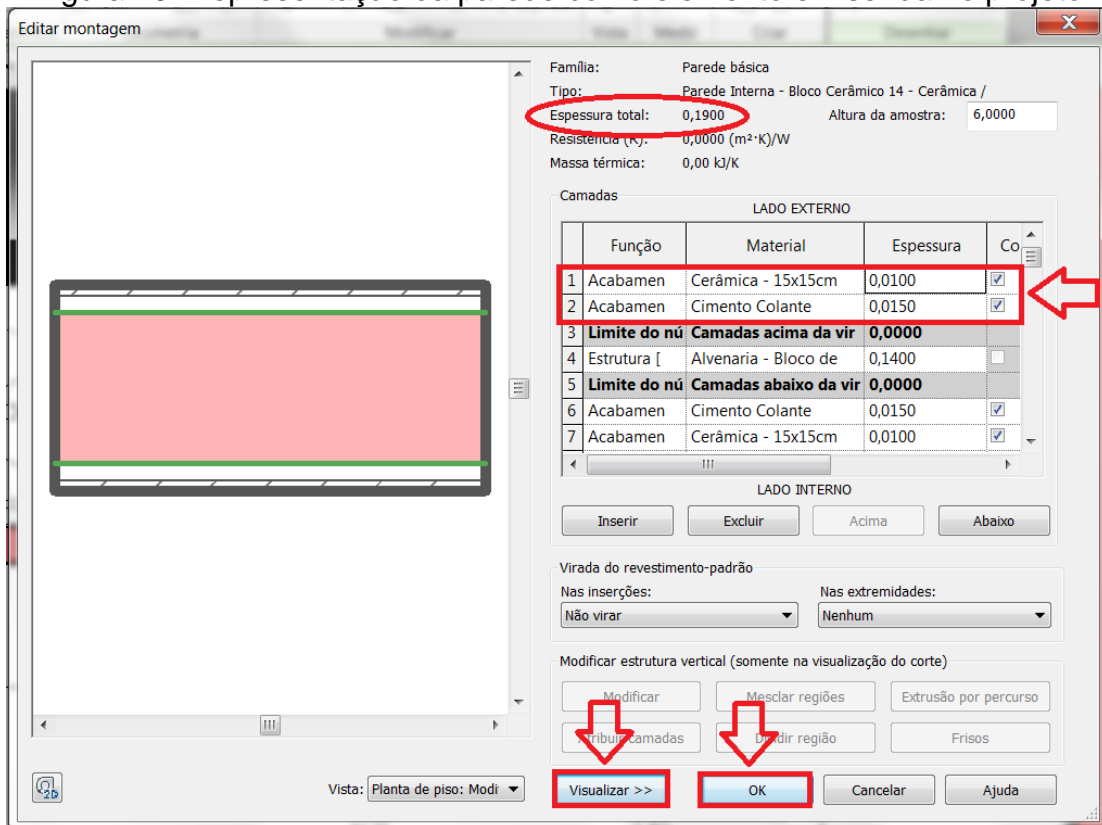 Editar montagem
X
Família: Parede básica
Tipo: Parede Interna - Bloco Cerâmico 14 - Cerâmica /
Espessura total: 0,1900 Altura da amostra: 6,0000
Resistência (R): 0,0000 (m²·K)/W
Massa térmica: 0,00 kJ/K
Camadas
LADO EXTERNO
Função Material Espessura Co
1 Acabamen Cerâmica - 15x15cm 0,0100
2 Acabamen Cimento Colante 0,0150
3 Limite do nú Camadas acima da vir 0,0000
4 Estrutura [ Alvenaria - Bloco de 0,1400
5 Limite do nú Camadas abaixo da vir 0,0000
6 Acabamen Cimento Colante 0,0150
7 Acabamen Cerâmica - 15x15cm 0,0100
LADO INTERNO
Inserir Excluir Acima Abaixo
Virada do revestimento-padrão
Nas inserções: Nas extremidades:
Não virar Nenhum
Modificar estrutura vertical (somente na visualização do corte)
Modificar Mesclar regiões Extrusão por percurso
Atribuir camadas Dividir região Frisos
2D Vista: Planta de piso: Modi Visualizar >> OK Cancelar Ajuda